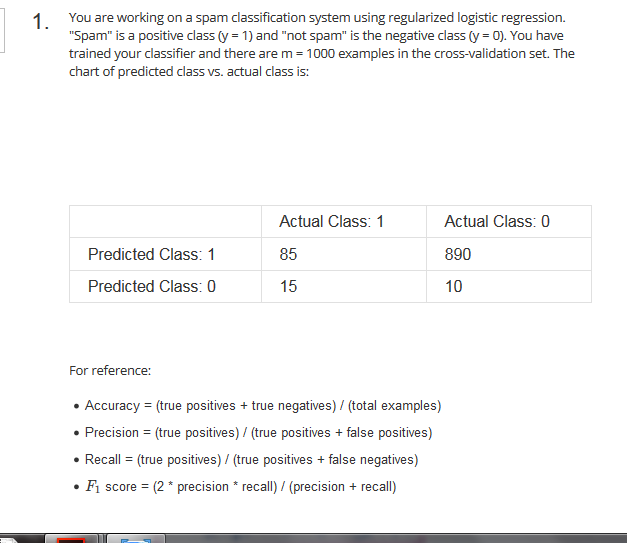 1. You are working on a spam classification system using regularized logistic regression.
"Spam" is a positive class (y = 1) and "not spam" is the negative class (y = 0). You have
trained your classifier and there are m = 1000 examples in the cross-validation set. The
chart of predicted class vs. actual class is:
Actual Class: 1 Actual Class: 0
Predicted Class: 1 85 890
Predicted Class: 0 15 10
For reference:
• Accuracy = (true positives + true negatives) / (total examples)
• Precision = (true positives) / (true positives + false positives)
• Recall = (true positives) / (true positives + false negatives)
• F₁ score = (2 * precision * recall) / (precision + recall)